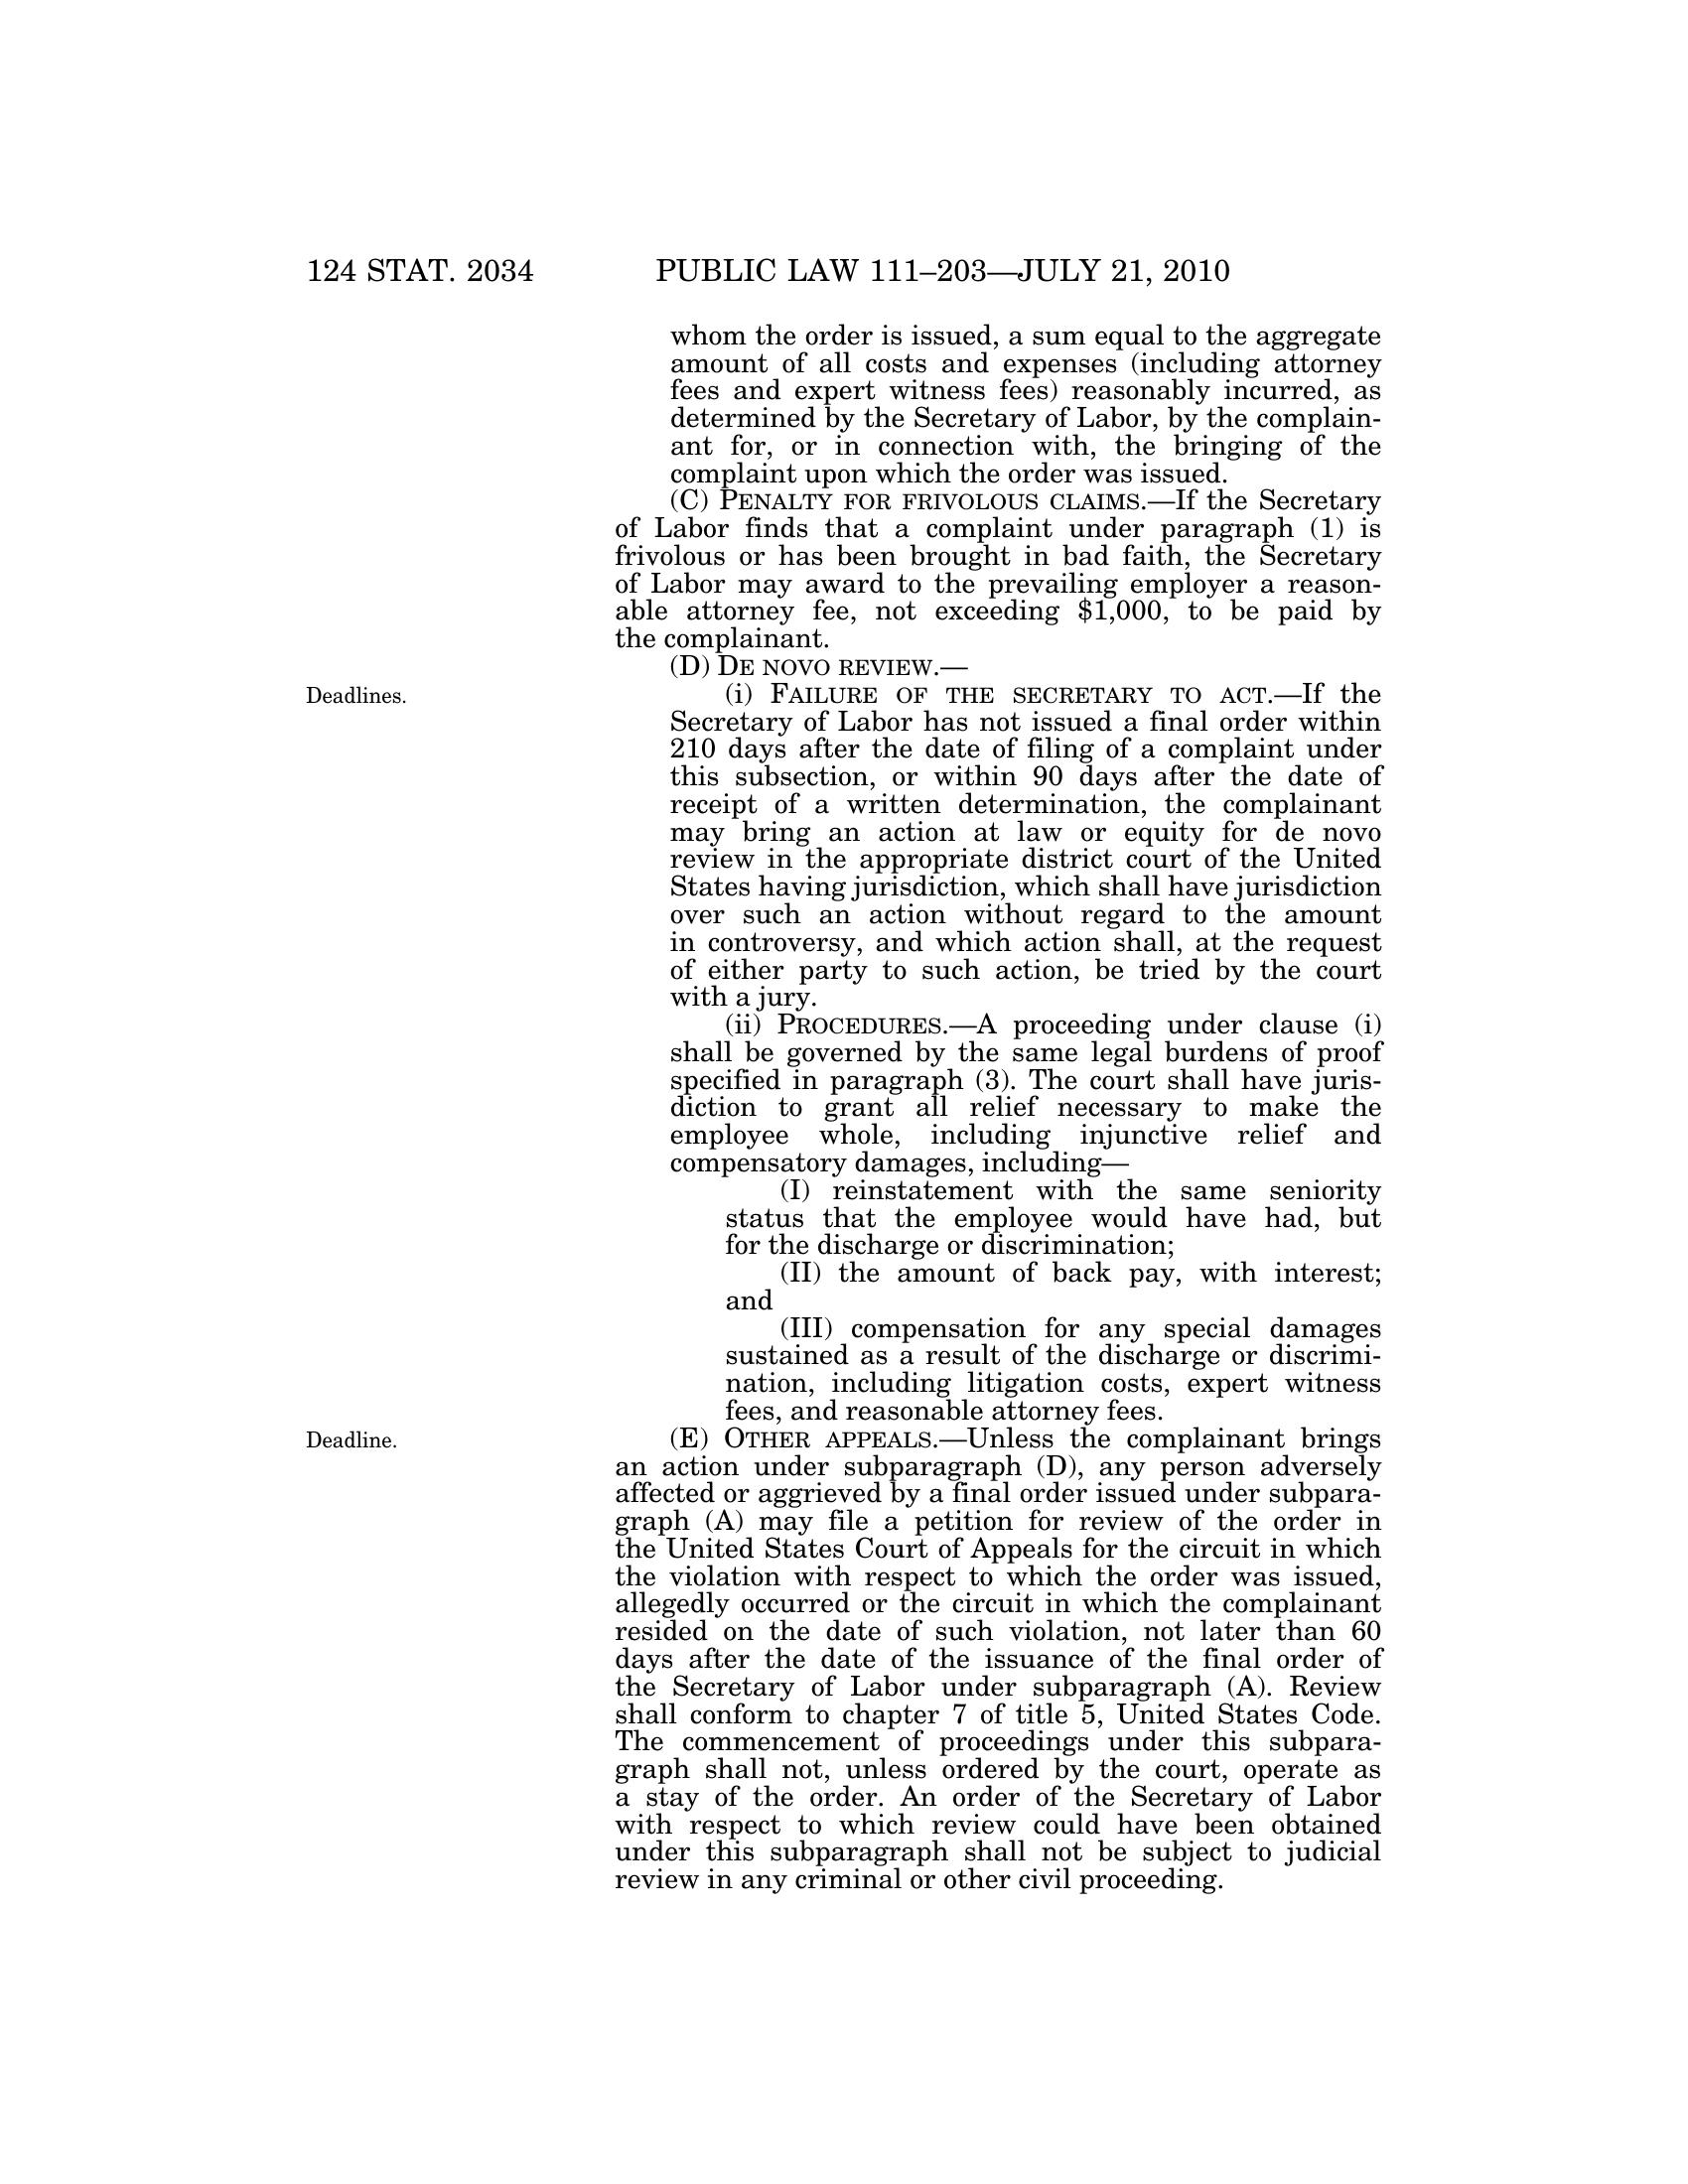 124 STAT. 2034 PUBLIC LAW 111–203—JULY 21, 2010
whom the order is issued, a sum equal to the aggregate
amount of all costs and expenses (including attorney
fees and expert witness fees) reasonably incurred, as
determined by the Secretary of Labor, by the complain-
ant for, or in connection with, the bringing of the
complaint upon which the order was issued.
(C) PENALTY FOR FRIVOLOUS CLAIMS.—If the Secretary
of Labor finds that a complaint under paragraph (1) is
frivolous or has been brought in bad faith, the Secretary
of Labor may award to the prevailing employer a reason-
able attorney fee, not exceeding $1,000, to be paid by
the complainant.
(D) DE NOVO REVIEW.—
Deadlines.
(i) FAILURE OF THE SECRETARY TO ACT.—If the
Secretary of Labor has not issued a final order within
210 days after the date of filing of a complaint under
this subsection, or within 90 days after the date of
receipt of a written determination, the complainant
may bring an action at law or equity for de novo
review in the appropriate district court of the United
States having jurisdiction, which shall have jurisdiction
over such an action without regard to the amount
in controversy, and which action shall, at the request
of either party to such action, be tried by the court
with a jury.
(ii) PROCEDURES.—A proceeding under clause (i)
shall be governed by the same legal burdens of proof
specified in paragraph (3). The court shall have juris-
diction to grant all relief necessary to make the
employee whole, including injunctive relief and
compensatory damages, including—
(I) reinstatement with the same seniority
status that the employee would have had, but
for the discharge or discrimination;
(II) the amount of back pay, with interest;
and
(III) compensation for any special damages
sustained as a result of the discharge or discrimi-
nation, including litigation costs, expert witness
fees, and reasonable attorney fees.
Deadline.
(E) OTHER APPEALS.—Unless the complainant brings
an action under subparagraph (D), any person adversely
affected or aggrieved by a final order issued under subpara-
graph (A) may file a petition for review of the order in
the United States Court of Appeals for the circuit in which
the violation with respect to which the order was issued,
allegedly occurred or the circuit in which the complainant
resided on the date of such violation, not later than 60
days after the date of the issuance of the final order of
the Secretary of Labor under subparagraph (A). Review
shall conform to chapter 7 of title 5, United States Code.
The commencement of proceedings under this subpara-
graph shall not, unless ordered by the court, operate as
a stay of the order. An order of the Secretary of Labor
with respect to which review could have been obtained
under this subparagraph shall not be subject to judicial
review in any criminal or other civil proceeding.